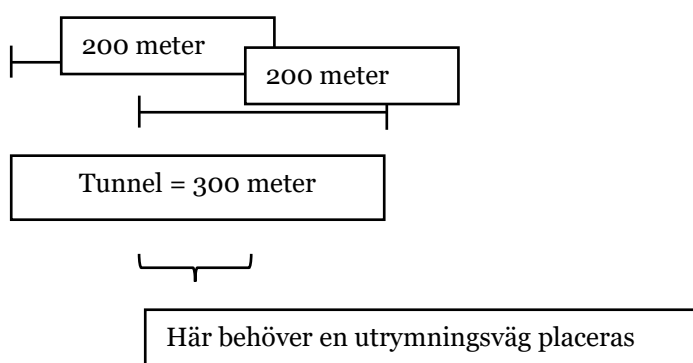 200 meter
200 meter
Tunnel = 300 meter
Här behöver en utrymningsväg placeras